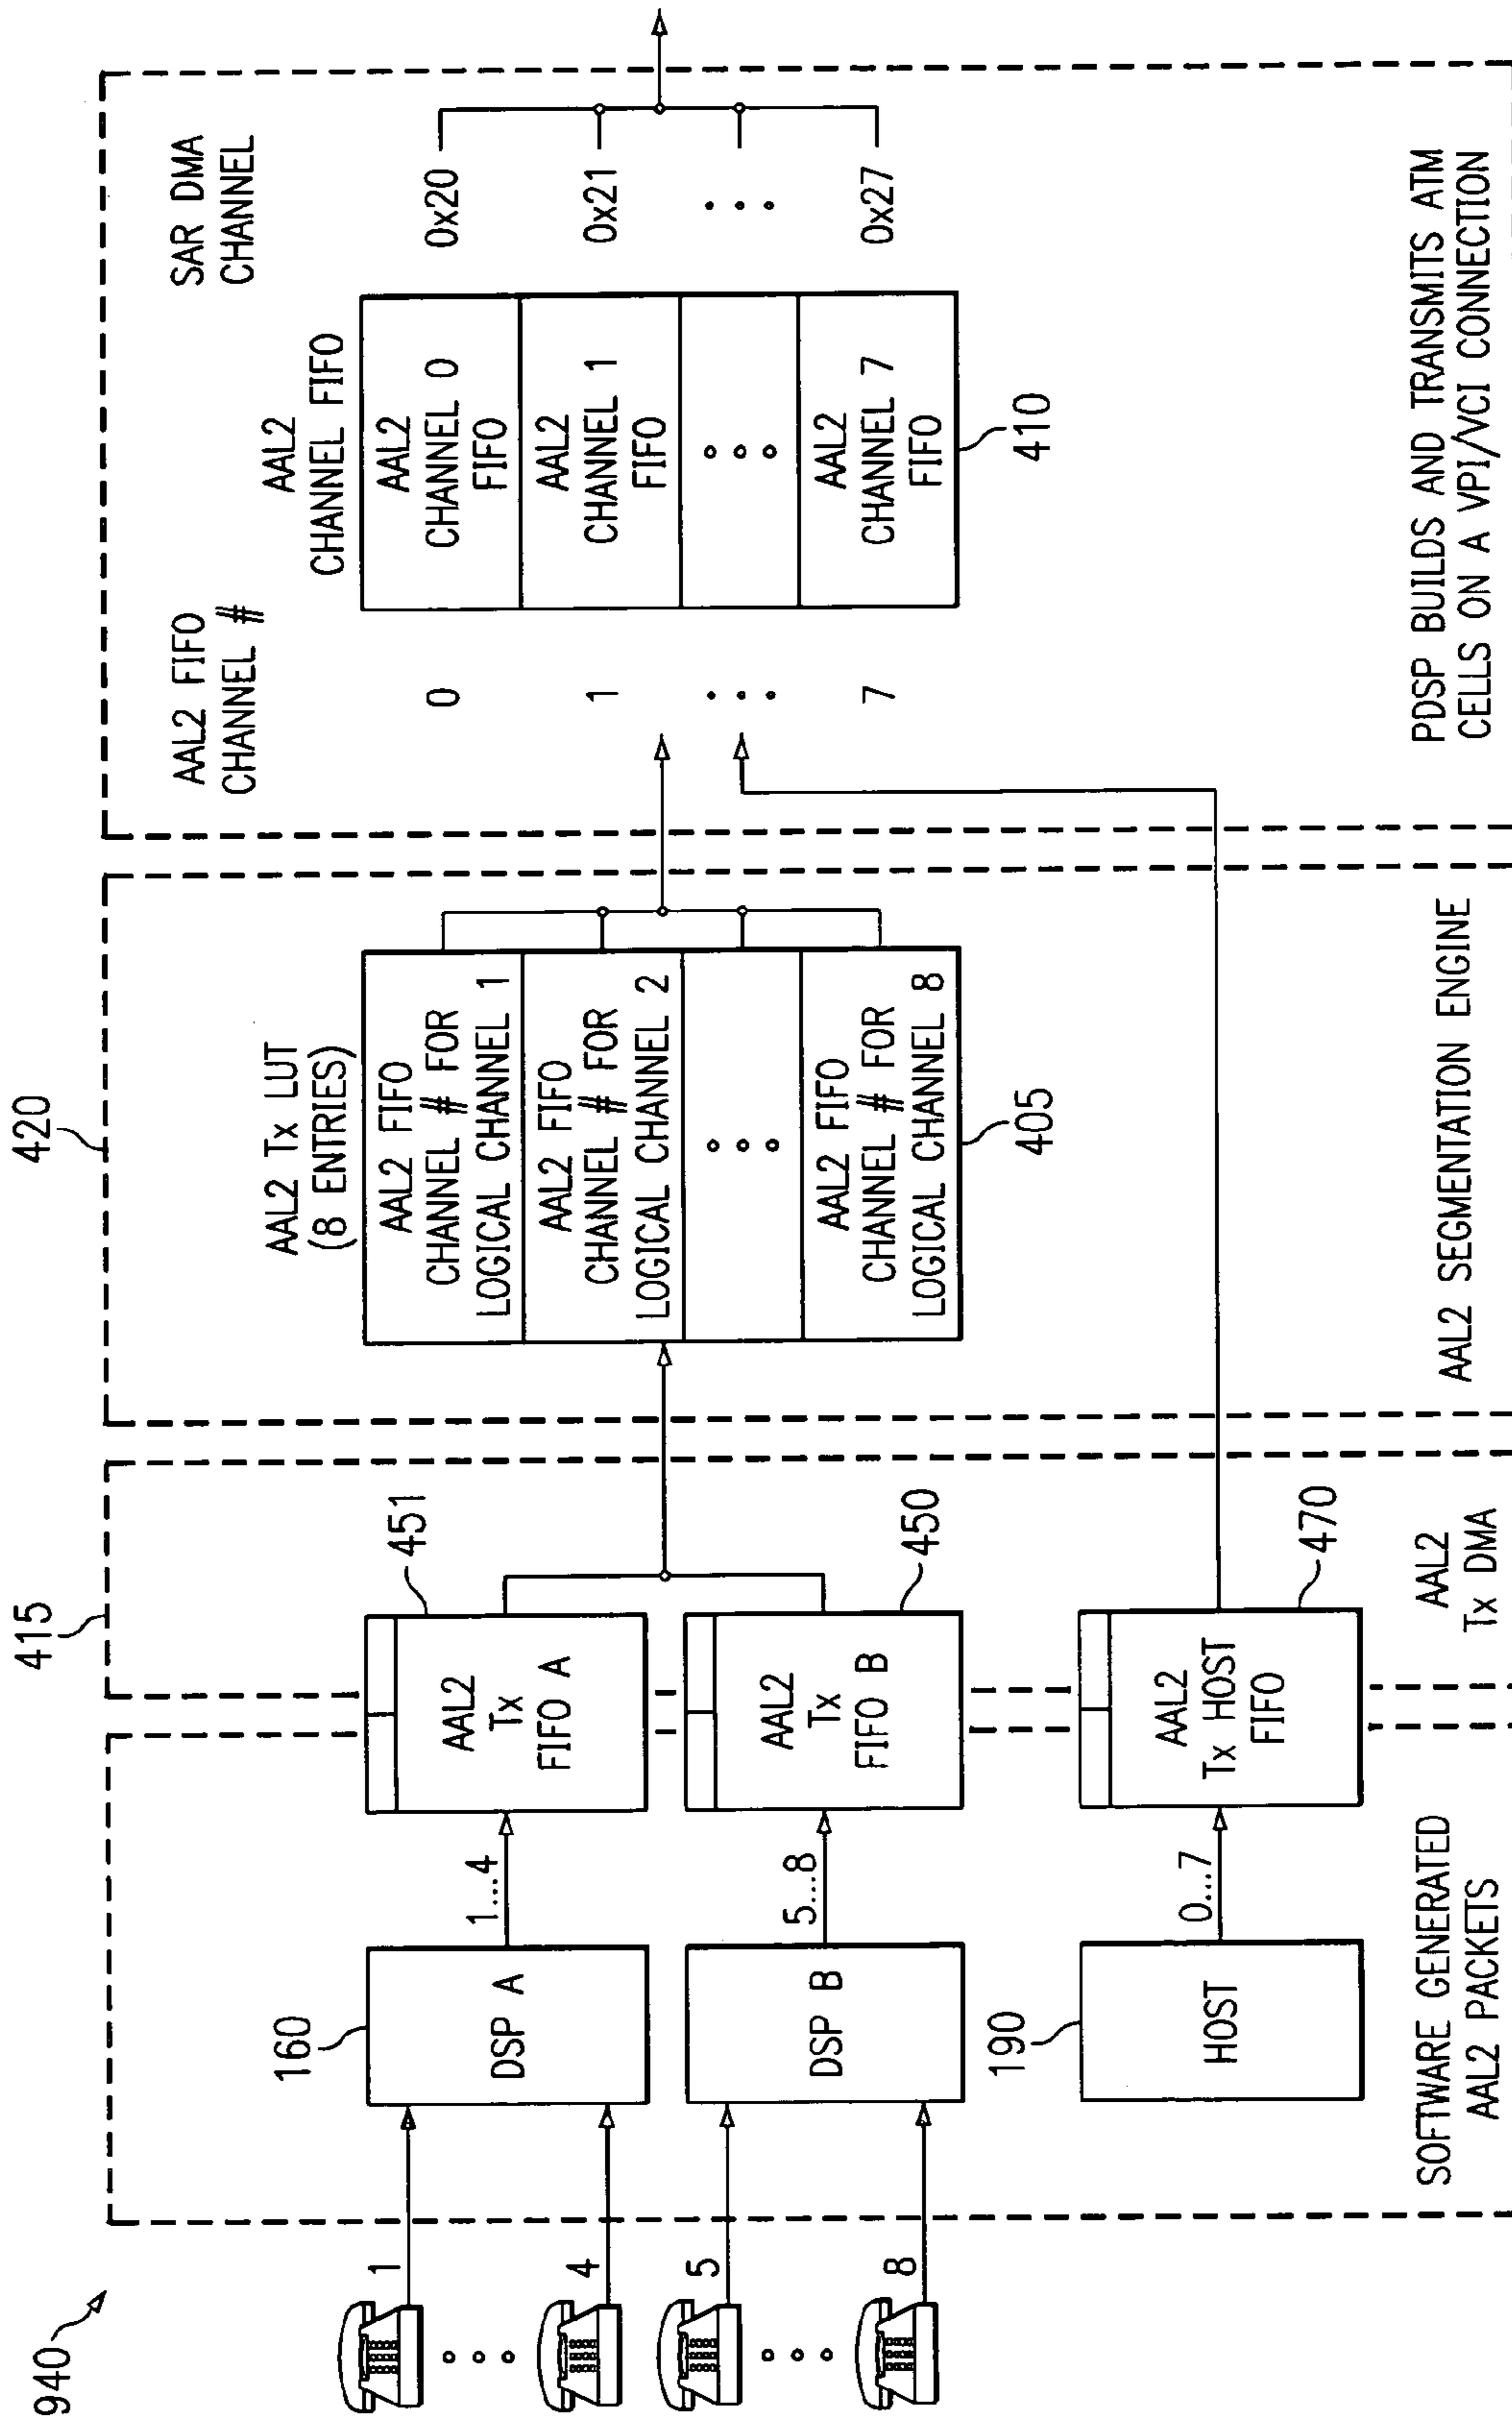 940
415
420
1
4
5
8
160
DSP A
1...4
AAL2
Tx
FIFO A
451
DSP B
5...8
AAL2
Tx
FIFO B
450
190
HOST
0...7
AAL2
Tx HOST
FIFO
470
SOFTWARE GENERATED
AAL2 PACKETS
AAL2
Tx DMA
AAL2 Tx LUT
(8 ENTRIES)
AAL2 FIFO
CHANNEL # FOR
LOGICAL CHANNEL 1
AAL2 FIFO
CHANNEL # FOR
LOGICAL CHANNEL 2
AAL2 FIFO
CHANNEL # FOR
LOGICAL CHANNEL 8
405
AAL2 SEGMENTATION ENGINE
AAL2 FIFO
CHANNEL #
0
1
7
AAL2
CHANNEL FIFO
AAL2
CHANNEL 0
FIFO
AAL2
CHANNEL 1
FIFO
AAL2
CHANNEL 7
FIFO
410
SAR DMA
CHANNEL
0x20
0x21
0x27
PDSP BUILDS AND TRANSMITS ATM
CELLS ON A VPI/VCI CONNECTION